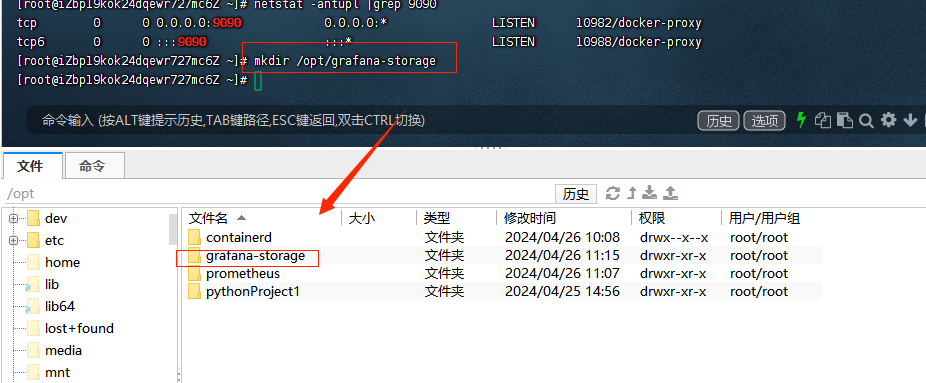 [root@iZbp19kok24dqewr727mc6Z ~]# netstat -antupl |grep 9090
tcp 0 0 0.0.0.0:9090 0.0.0.0:* LISTEN 10982/docker-proxy
tcp6 0 0 :::9090 :::* LISTEN 10988/docker-proxy
[root@iZbp19kok24dqewr727mc6Z ~]# mkdir /opt/grafana-storage
[root@iZbp19kok24dqewr727mc6Z ~]#
命令输入 (按ALT键提示历史,TAB键路径,ESC键返回,双击CTRL切换) 历史 选项
文件 命令
/opt 历史
dev
etc
home
lib
lib64
lost+found
media
mnt
文件名 大小 类型 修改时间 权限 用户/用户组
containerd 文件夹 2024/04/26 10:08 drwx--x--x root/root
grafana-storage 文件夹 2024/04/26 11:15 drwxr-xr-x root/root
prometheus 文件夹 2024/04/26 11:07 drwxr-xr-x root/root
pythonProject1 文件夹 2024/04/25 14:56 drwxr-xr-x root/root